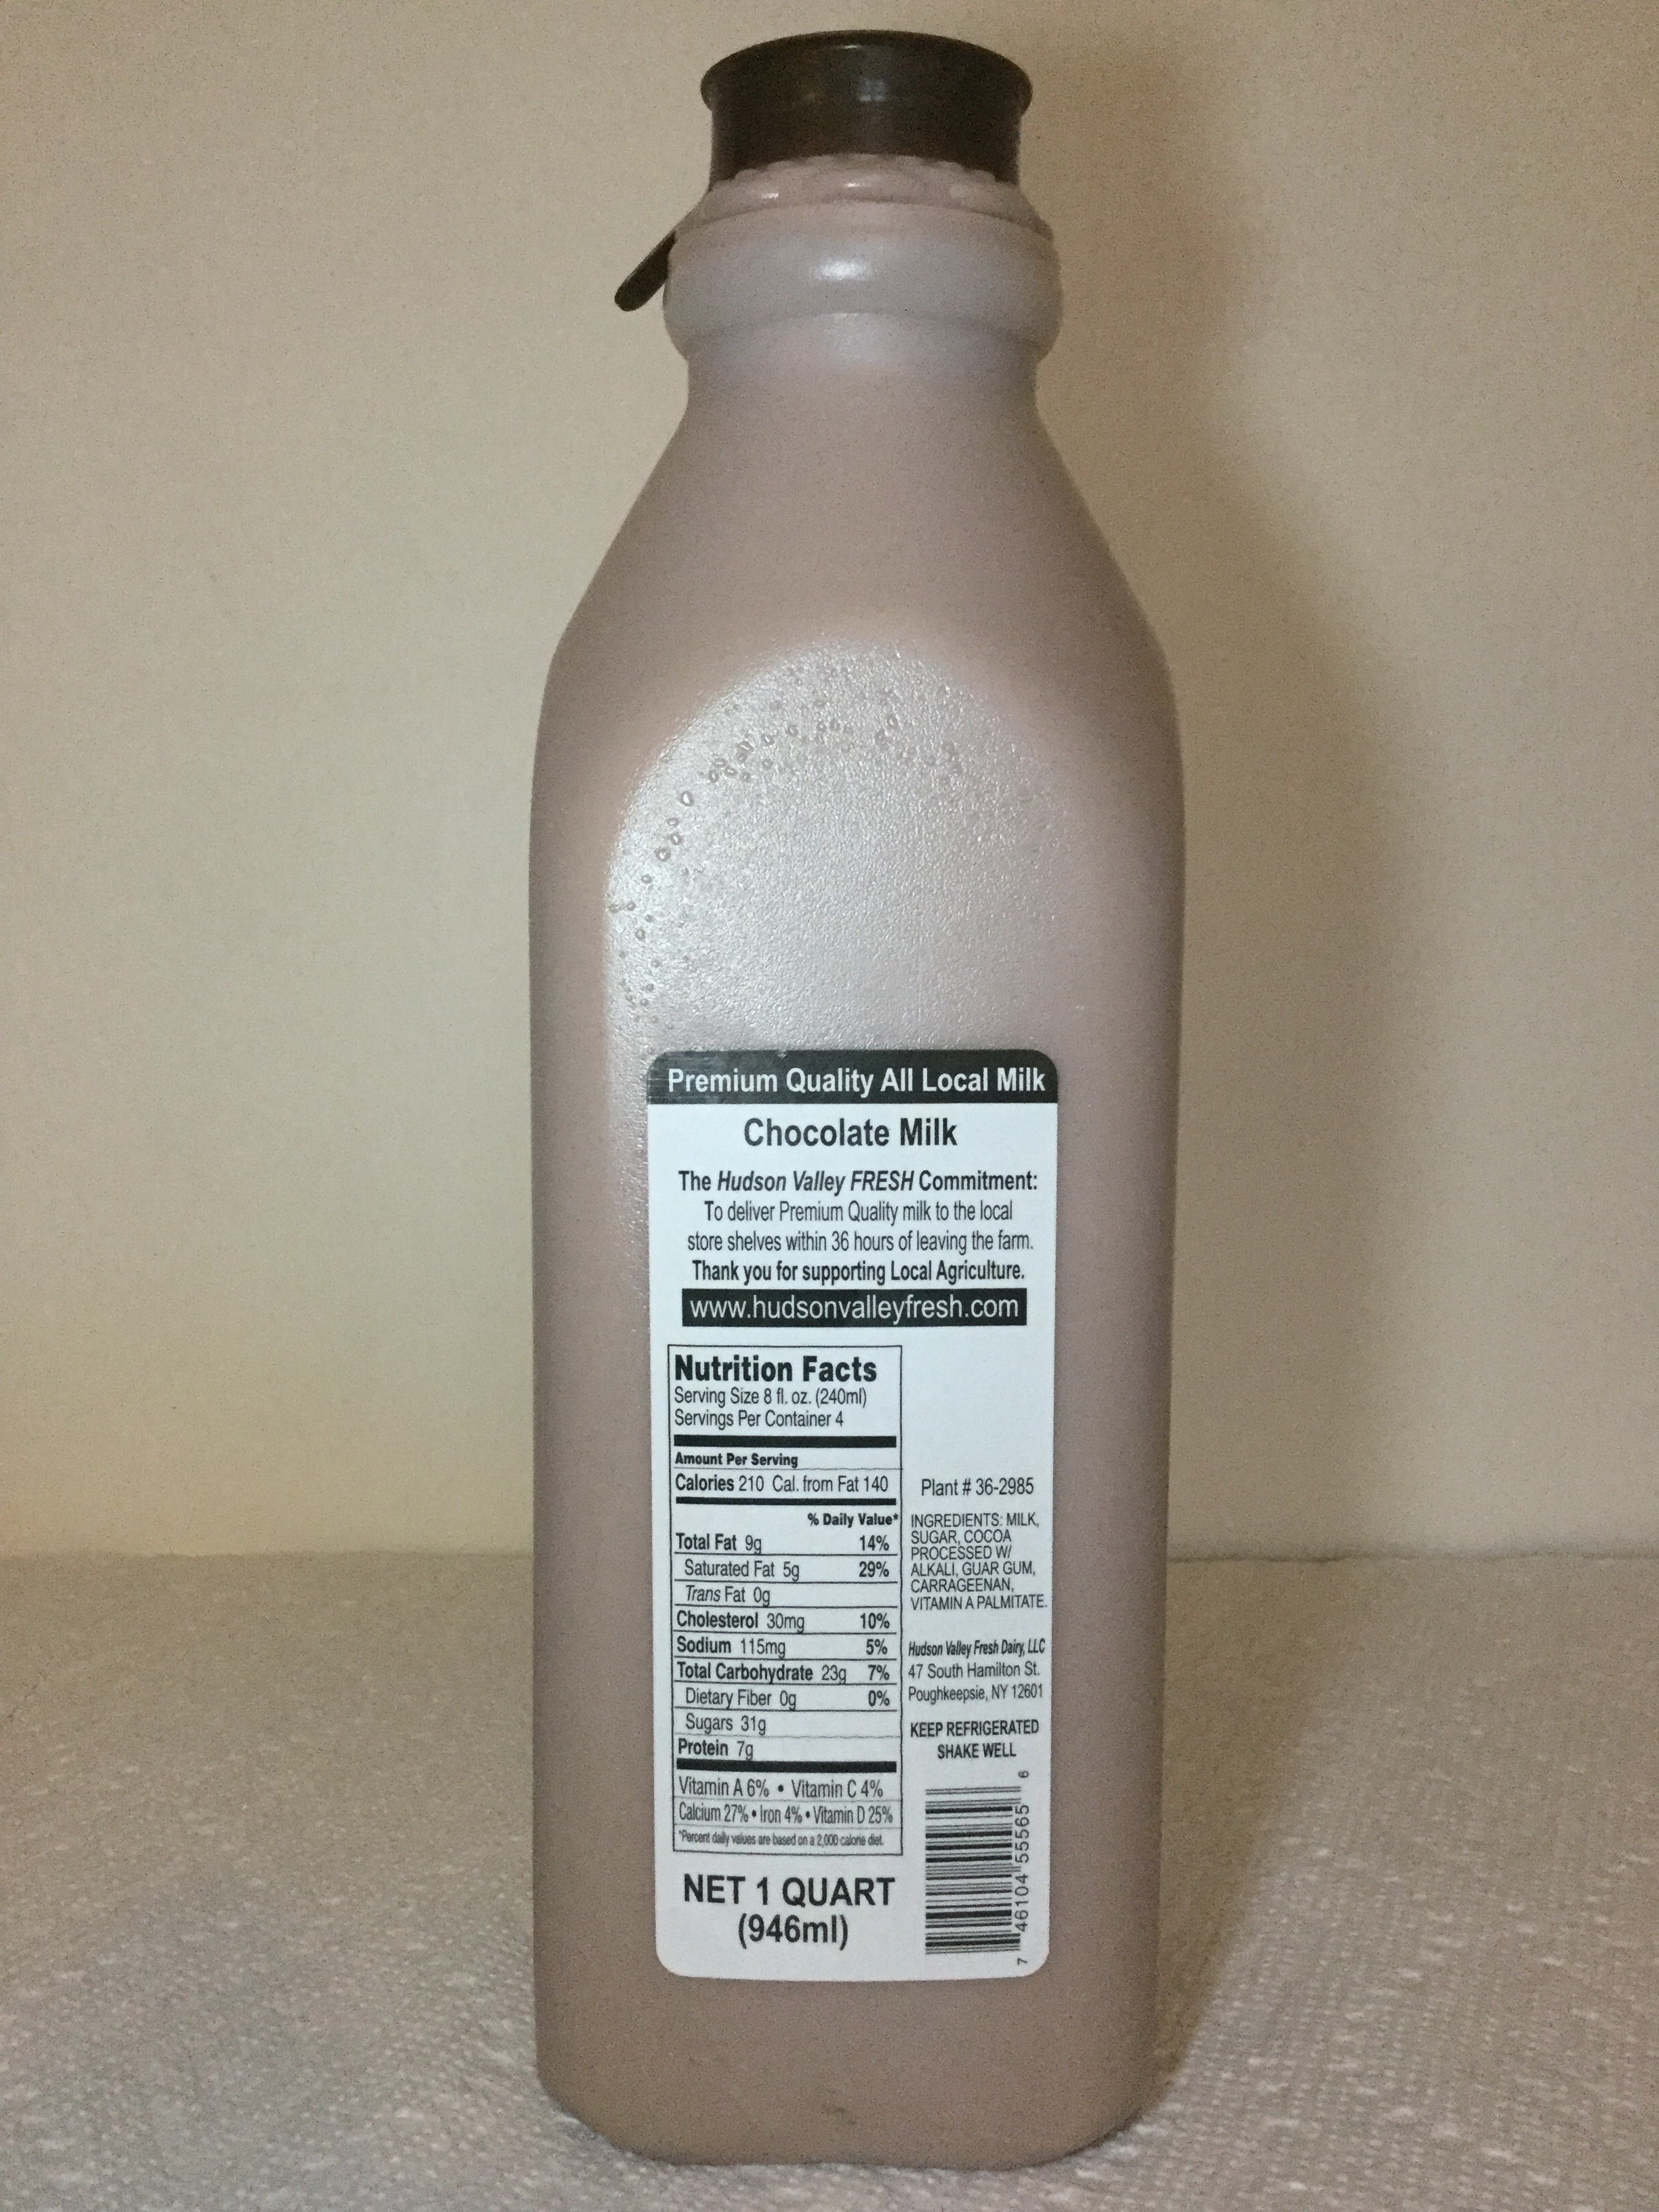 Premium Quality All Local Milk
Chocolate Milk
The Hudson Valley FRESH Commitment:
To deliver Premium Quality milk to the local
store shelves within 36 hours of leaving the farm.
Thank you for supporting Local Agriculture.
www.hudsonvalleyfresh.com
Nutrition Facts
Serving Size 8 fl. oz. (240ml)
Servings Per Container 4
Amount Per Serving
Calories 210 Cal. from Fat 140
% Daily Value*
Total Fat 9g 14%
Saturated Fat 5g 29%
Trans Fat 0g
Cholesterol 30mg 10%
Sodium 115mg 5%
Total Carbohydrate 23g 7%
Dietary Fiber 0g 0%
Sugars 31g
Protein 7g
Vitamin A 6% • Vitamin C 4%
Calcium 27% • Iron 4% • Vitamin D 25%
*Percent daily values are based on a 2,000 calorie diet.
NET 1 QUART
(946ml)
Plant # 36-2985
INGREDIENTS: MILK,
SUGAR, COCOA
PROCESSED W/
ALKALI, GUAR GUM,
CARRAGEENAN,
VITAMIN A PALMITATE.
Hudson Valley Fresh Dairy, LLC
47 South Hamilton St.
Poughkeepsie, NY 12601
KEEP REFRIGERATED
SHAKE WELL
7 46104 55565 6